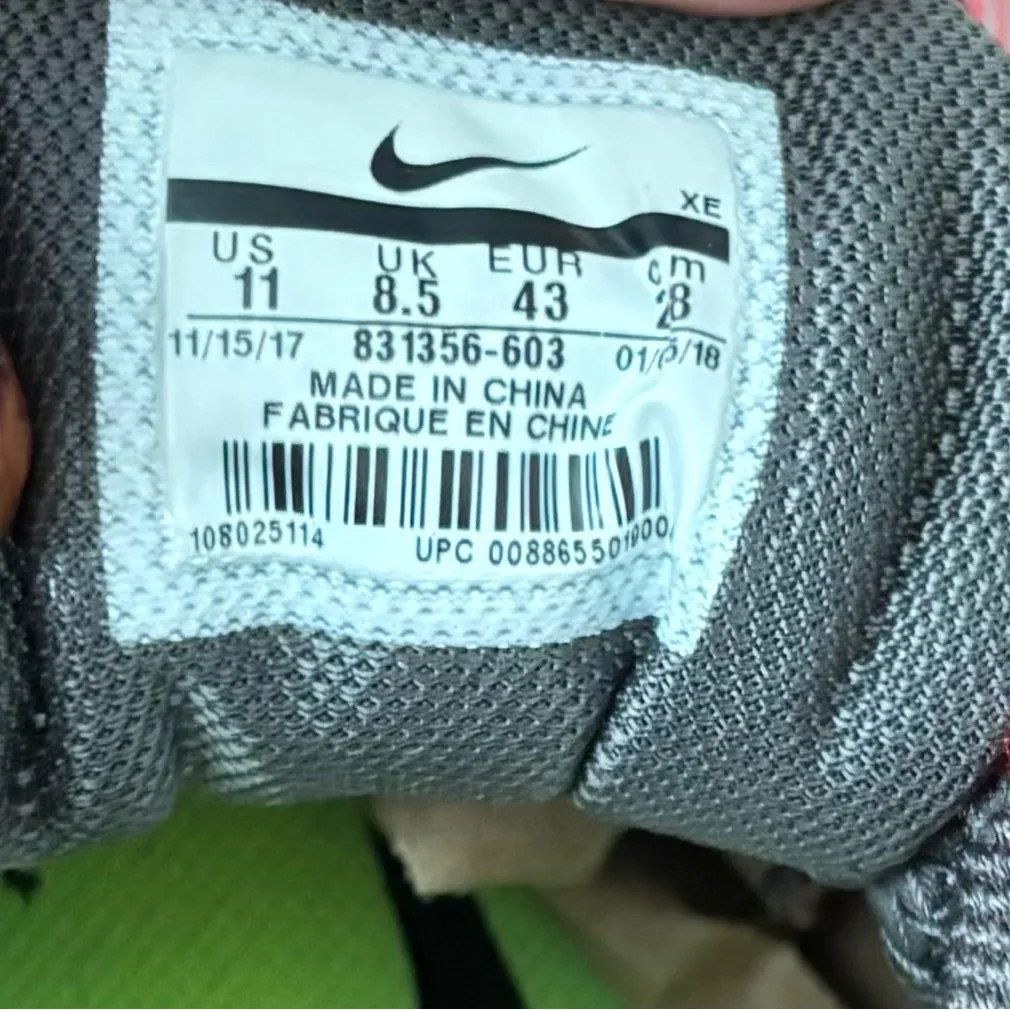 XE
US UK EUR cm
11 8.5 43 28
11/15/17 831356-603
MADE IN CHINA
FABRIQUE EN CHINE
108025114 UPC